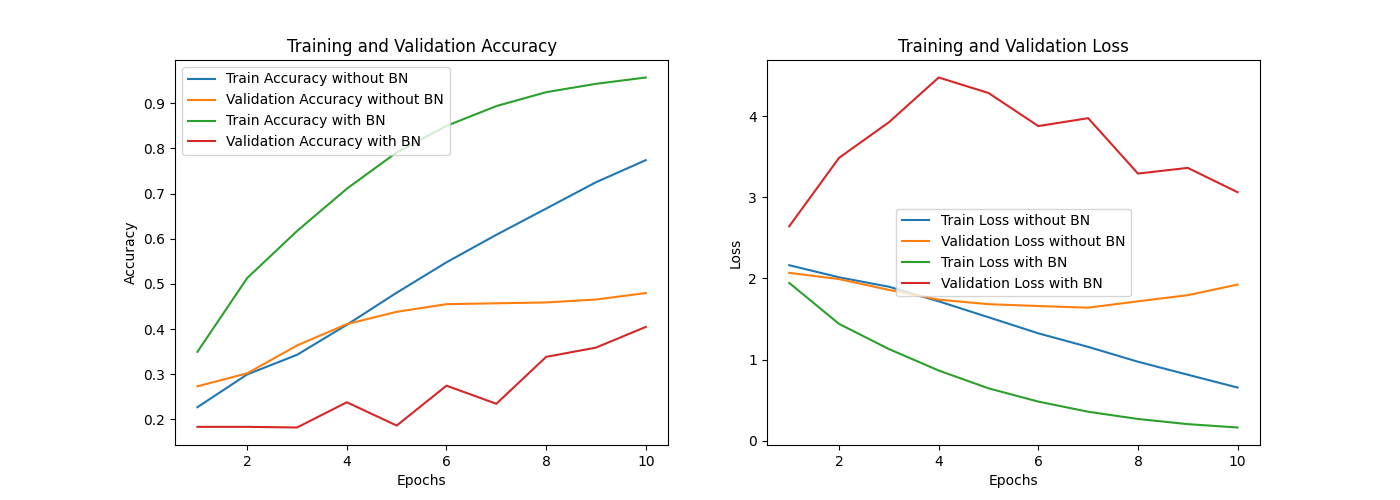 Training and Validation Accuracy
Train Accuracy without BN
Validation Accuracy without BN
Train Accuracy with BN
Validation Accuracy with BN
0.9
0.8
0.7
0.6
0.5
0.4
0.3
0.2
Accuracy
2 4 6 8 10
Epochs
Training and Validation Loss
Train Loss without BN
Validation Loss without BN
Train Loss with BN
Validation Loss with BN
4
3
2
1
0
Loss
2 4 6 8 10
Epochs